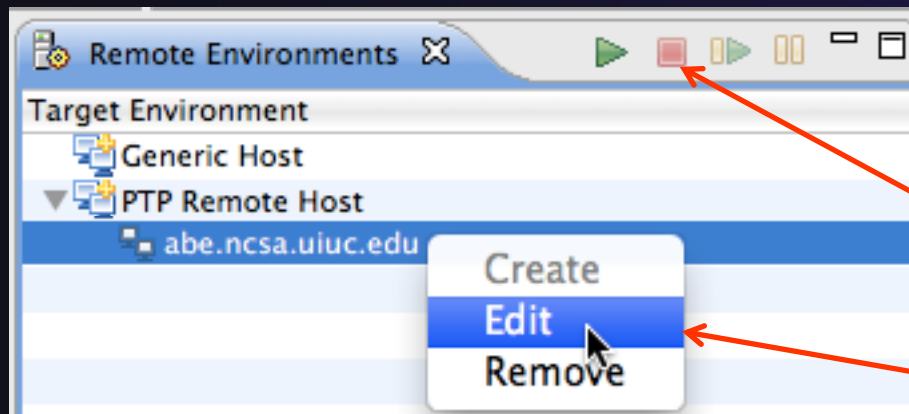 Remote Environments
Target Environment
Generic Host
PTP Remote Host
abe.ncsa.uiuc.edu
Create
Edit
Remove